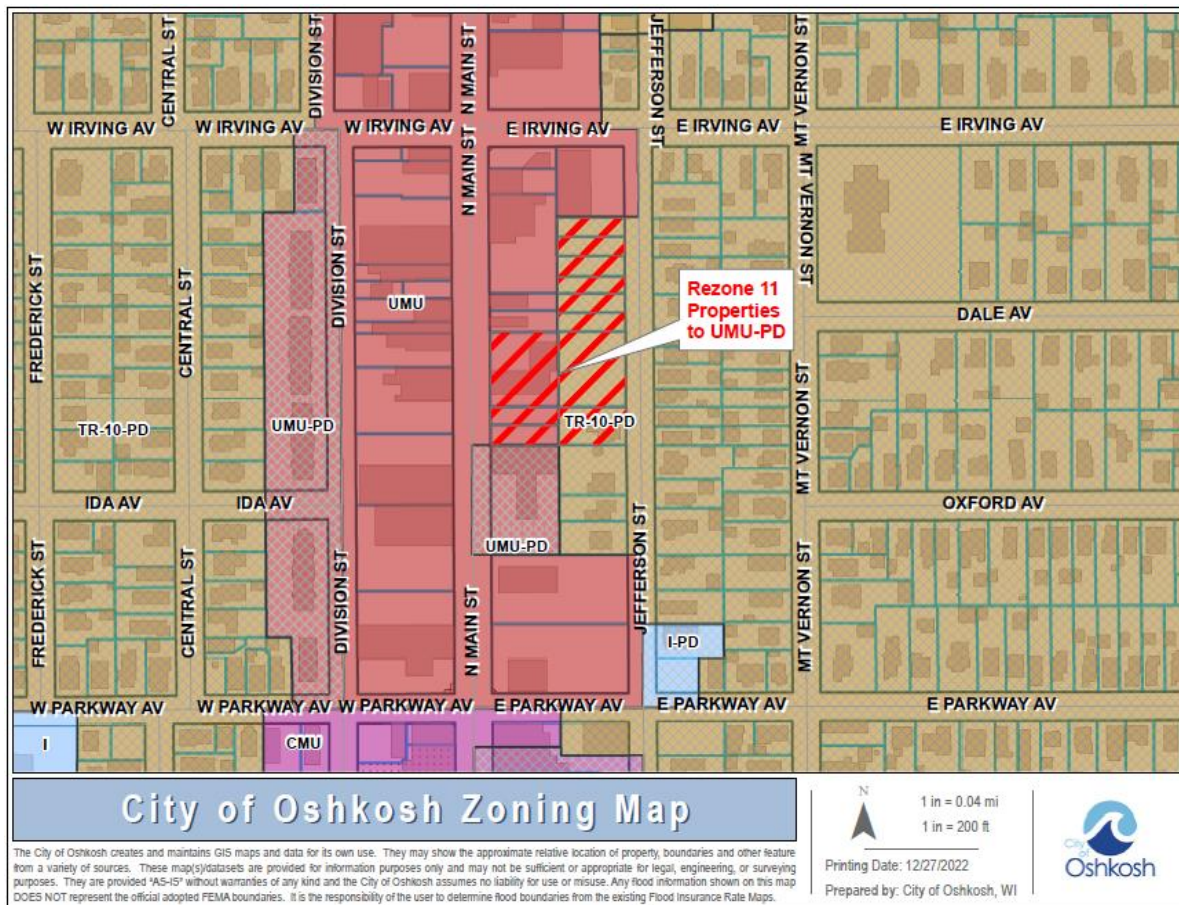 CENTRAL ST
DIVISION ST
N MAIN ST
JEFFERSON ST
MT VERNON ST
W IRVING AV
W IRVING AV
W IRVING AV
E IRVING AV
E IRVING AV
E IRVING AV
N MAIN ST
MT VERNON ST
FREDERICK ST
CENTRAL ST
DIVISION ST
UMU
Rezone 11
Properties
to UMU-PD
DALE AV
TR-10-PD
UMU-PD
TR-10-PD
MT VERNON ST
IDA AV
IDA AV
OXFORD AV
UMU-PD
FREDERICK ST
CENTRAL ST
DIVISION ST
N MAIN ST
JEFFERSON ST
MT VERNON ST
I-PD
W PARKWAY AV
W PARKWAY AV
W PARKWAY AV
E PARKWAY AV
E PARKWAY AV
E PARKWAY AV
I
CMU
City of Oshkosh Zoning Map
The City of Oshkosh creates and maintains GIS maps and data for its own use. They may show the approximate relative location of property, boundaries and other feature
from a variety of sources. These map(s)/datasets are provided for information purposes only and may not be sufficient or appropriate for legal, engineering, or surveying
purposes. They are provided "AS-IS" without warranties of any kind and the City of Oshkosh assumes no liability for use or misuse. Any flood information shown on this map
DOES NOT represent the official adopted FEMA boundaries. It is the responsibility of the user to determine flood boundaries from the existing Flood Insurance Rate Maps.
N
1 in = 0.04 mi
1 in = 200 ft
Printing Date: 12/27/2022
Prepared by: City of Oshkosh, WI
City
of
Oshkosh